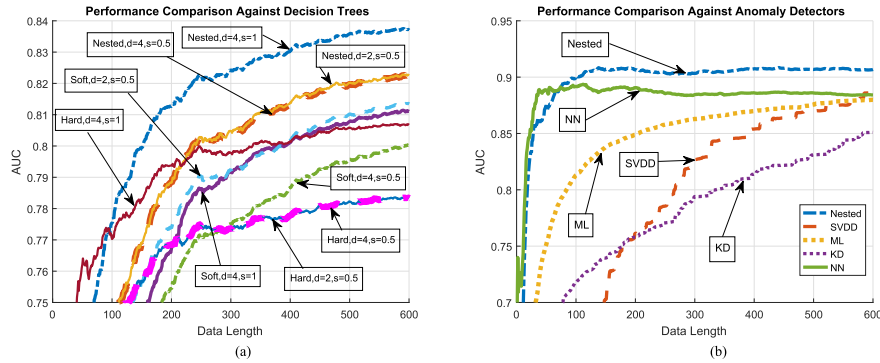 Performance Comparison Against Decision Trees
AUC
0.84
0.83
0.82
0.81
0.8
0.79
0.78
0.77
0.76
0.75
0
100
200
300
400
500
600
Data Length
Nested,d=4,s=0.5
Nested,d=4,s=1
Nested,d=2,s=0.5
Soft,d=2,s=0.5
Hard,d=4,s=1
Soft,d=4,s=0.5
Hard,d=4,s=0.5
Soft,d=4,s=1
Hard,d=2,s=0.5
(a)
Performance Comparison Against Anomaly Detectors
AUC
0.95
0.9
0.85
0.8
0.75
0.7
0
100
200
300
400
500
600
Data Length
Nested
NN
SVDD
ML
KD
Nested
SVDD
ML
KD
NN
(b)